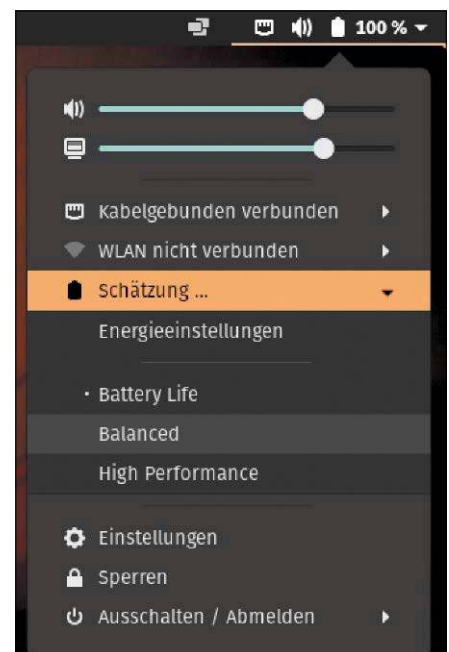 100 %
Kabelgebunden verbunden
WLAN nicht verbunden
Schätzung ...
Energieeinstellungen
· Battery Life
Balanced
High Performance
Einstellungen
Sperren
Ausschalten / Abmelden